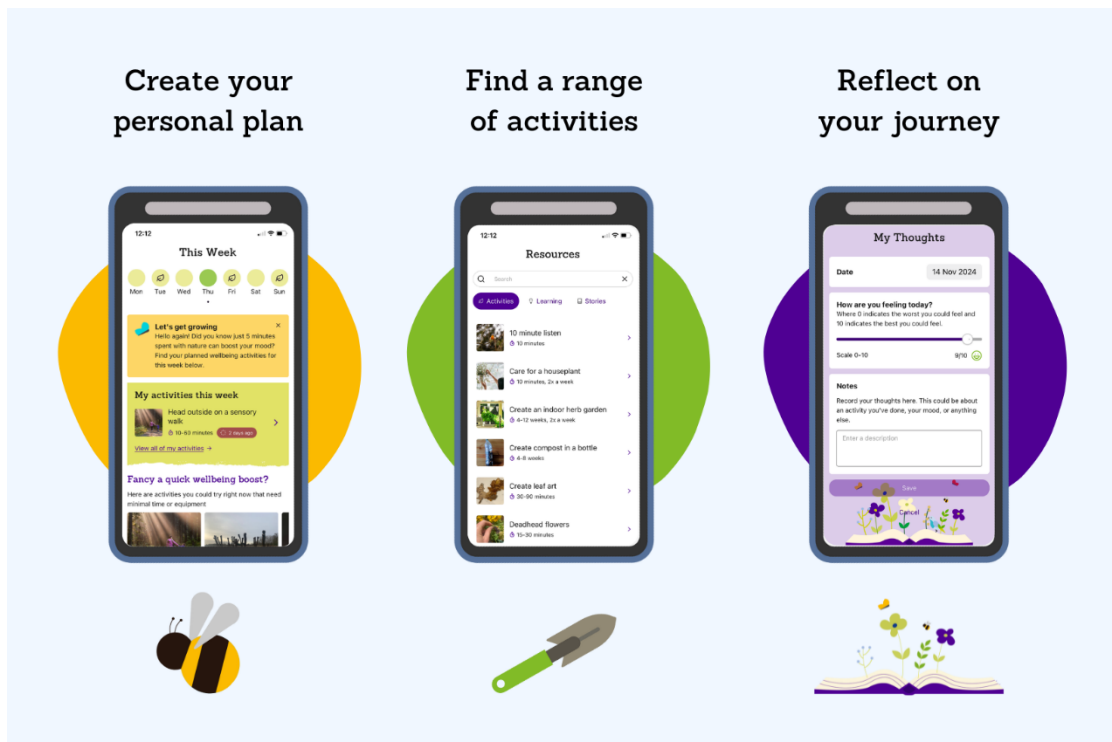 Create your
personal plan
12:12
This Week
Mon Tue Wed Thu Fri Sat Sun
Let's get growing
Hello again! Did you know just 5 minutes
spent with nature can boost your mood?
Find your planned wellbeing activities for
this week below.
My activities this week
Head outside on a sensory
walk
10-60 minutes 2 days ago
View all of my activities →
Fancy a quick wellbeing boost?
Here are activities you could try right now that need
minimal time or equipment
Find a range
of activities
12:12
Resources
Search
Activities Learning Stories
10 minute listen
10 minutes
Care for a houseplant
10 minutes, 2x a week
Create an indoor herb garden
4-12 weeks, 2x a week
Create compost in a bottle
4-8 weeks
Create leaf art
30-90 minutes
Deadhead flowers
15-30 minutes
Reflect on
your journey
My Thoughts
Date 14 Nov 2024
How are you feeling today?
Where 0 indicates the worst you could feel and
10 indicates the best you could feel.
Scale 0-10 9/10
Notes
Record your thoughts here. This could be about
an activity you've done, your mood, or anything
else.
Enter a description
Save
Cancel